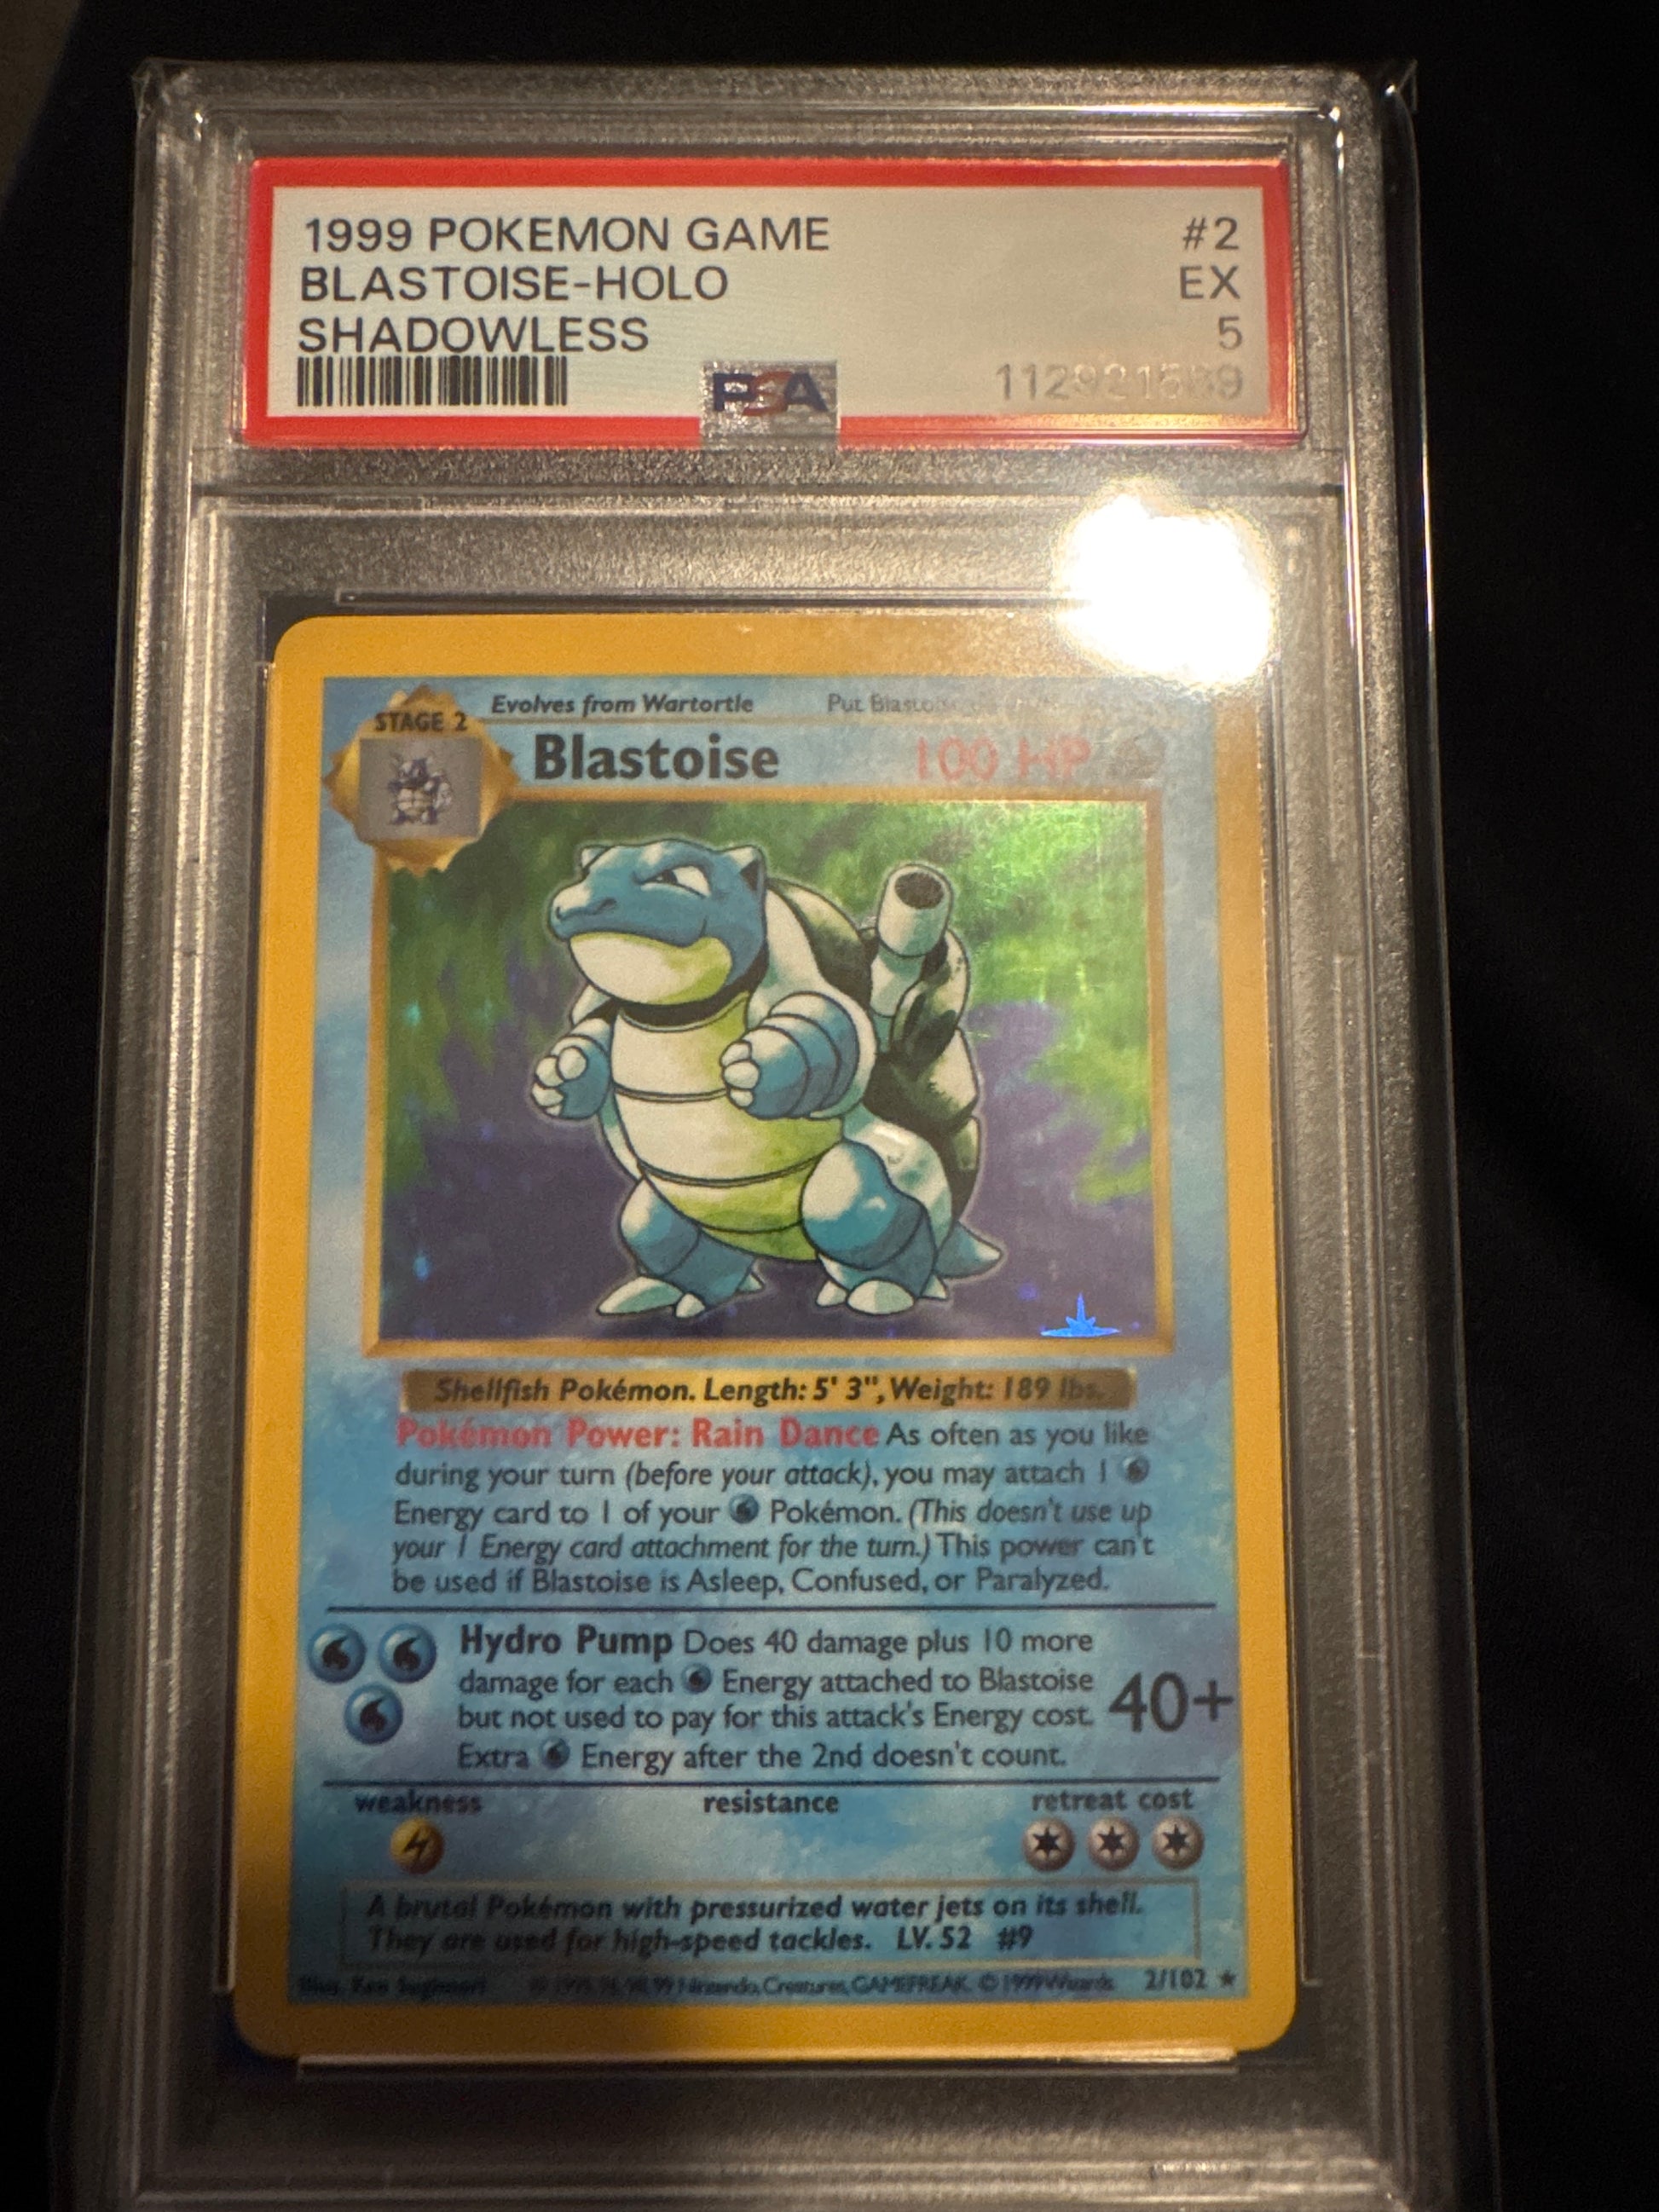 1999 POKEMON GAME #2
BLASTOISE-HOLO EX
SHADOWLESS 5
PSA
Evolves from Wartortle Put
STAGE 2
Blastoise 100 HP
Shellfish Pokémon. Length: 5' 3", Weight: 189 lbs.
Pokémon Power: Rain Dance As often as you like
during your turn (before your attack), you may attach 1
Energy card to 1 of your Pokémon. (This doesn't use up
your 1 Energy card attachment for the turn.) This power can't
be used if Blastoise is Asleep, Confused, or Paralyzed.
Hydro Pump Does 40 damage plus 10 more
damage for each Energy attached to Blastoise
but not used to pay for this attack's Energy cost. 40+
Extra Energy after the 2nd doesn't count.
weakness resistance retreat cost
A brutal Pokémon with pressurized water jets on its shell.
They are used for high-speed tackles. LV. 52 #9
Nintendo, Creatures, GAMEFREAK. © 1999 Wizards. 2/102 ★